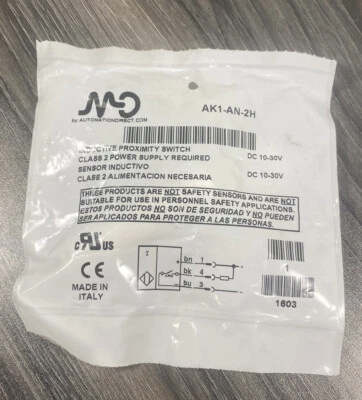 MD
by AUTOMATIONDIRECT.COM
AK1-AN-2H
INDUCTIVE PROXIMITY SWITCH
CLASS 2 POWER SUPPLY REQUIRED DC 10-30V
SENSOR INDUCTIVO
CLASS 2 ALIMENTACION NECESARIA DC 10-30V
THESE PRODUCTS ARE NOT SAFETY SENSORS AND ARE NOT
SUITABLE FOR USE IN PERSONNEL SAFETY APPLICATIONS.
ESTOS PRODUCTOS NO SON DE SEGURIDAD Y NO PUEDEN
SER APLICADOS PARA PROTEGER A LAS PERSONAS.
c RU US
CE
MADE IN
ITALY
I
bn 1 +
bk 4
bu 3 -
1
1603